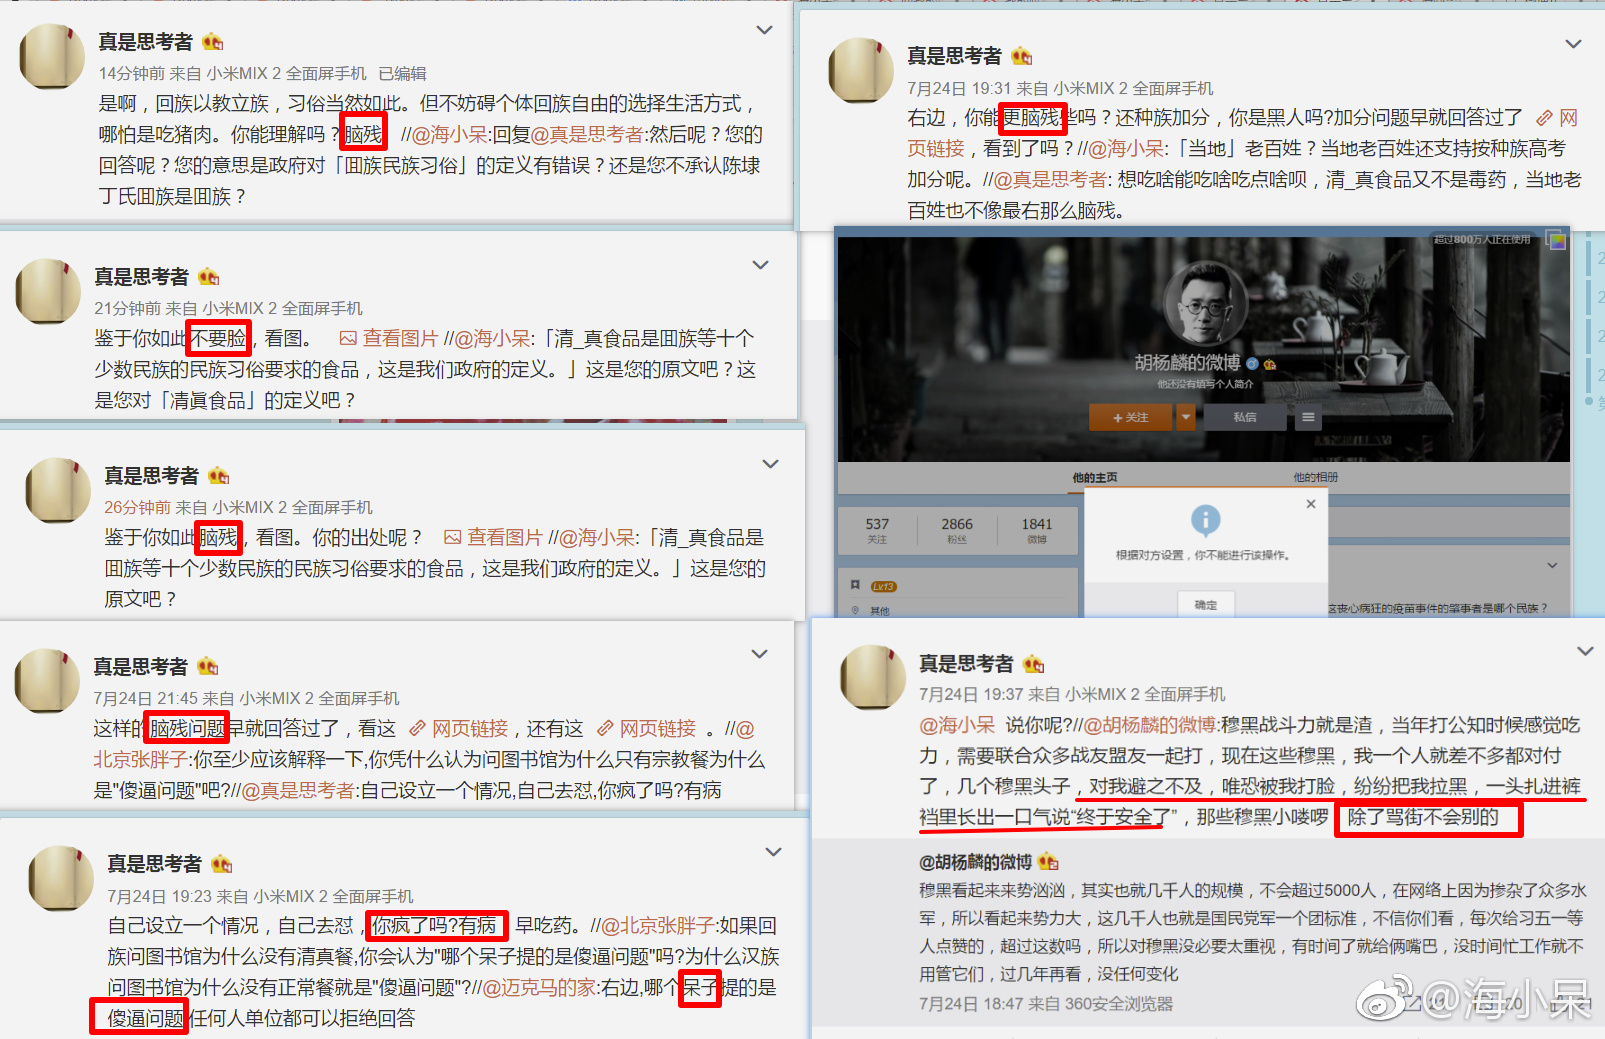 真是思考者
14分钟前 来自 小米MIX 2 全面屏手机 已编辑
是啊，回族以教立族，习俗当然如此。但不妨碍个体回族自由的选择生活方式，
哪怕是吃猪肉。你能理解吗？脑残 //@海小呆:回复@真是思考者:然后呢？您的
回答呢？您的意思是政府对「囬族民族习俗」的定义有错误？还是您不承认陈埭
丁氏囬族是囬族？
真是思考者
21分钟前 来自 小米MIX 2 全面屏手机
鉴于你如此不要脸，看图。 查看图片 //@海小呆:「清_真食品是囬族等十个
少数民族的民族习俗要求的食品，这是我们政府的定义。」这是您的原文吧？这
是您对「凊眞食品」的定义吧？
真是思考者
26分钟前 来自 小米MIX 2 全面屏手机
鉴于你如此脑残，看图。你的出处呢？ 查看图片 //@海小呆:「清_真食品是
囬族等十个少数民族的民族习俗要求的食品，这是我们政府的定义。」这是您的
原文吧？
真是思考者
7月24日 21:45 来自 小米MIX 2 全面屏手机
这样的脑残问题早就回答过了，看这 网页链接，还有这 网页链接 。//@
北京张胖子:你至少应该解释一下,你凭什么认为问图书馆为什么只有宗教餐为什么
是"傻逼问题"吧?//@真是思考者:自己设立一个情况,自己去怼,你疯了吗?有病
真是思考者
7月24日 19:23 来自 小米MIX 2 全面屏手机
自己设立一个情况，自己去怼，你疯了吗?有病 早吃药。//@北京张胖子:如果回
族问图书馆为什么没有清真餐,你会认为"哪个呆子提的是傻逼问题"吗?为什么汉族
问图书馆为什么没有正常餐就是"傻逼问题"?//@迈克马的家:右边,哪个呆子提的是
傻逼问题任何人单位都可以拒绝回答
真是思考者
7月24日 19:31 来自 小米MIX 2 全面屏手机
右边，你能更脑残些吗？还种族加分，你是黑人吗?加分问题早就回答过了 网
页链接，看到了吗？//@海小呆:「当地」老百姓？当地老百姓还支持按种族高考
加分呢。//@真是思考者: 想吃啥能吃啥吃点啥呗，清_真食品又不是毒药，当地老
百姓也不像最右那么脑残。
超过800万人正在使用
胡杨麟的微博
他还没有填写个人简介
+ 关注
私信
他的主页
他的相册
537
关注
2866
粉丝
1841
微博
根据对方设置，你不能进行该操作。
确定
Lv13
其他
这丧心病狂的疫苗事件的肇事者是哪个民族？
真是思考者
7月24日 19:37 来自 小米MIX 2 全面屏手机
@海小呆 说你呢?//@胡杨麟的微博:穆黑战斗力就是渣，当年打公知时候感觉吃
力，需要联合众多战友盟友一起打，现在这些穆黑，我一个人就差不多都对付
了，几个穆黑头子，对我避之不及，唯恐被我打脸，纷纷把我拉黑，一头扎进裤
裆里长出一口气说“终于安全了”，那些穆黑小喽啰 除了骂街不会别的
@胡杨麟的微博
穆黑看起来来势汹汹，其实也就几千人的规模，不会超过5000人，在网络上因为掺杂了众多水
军，所以看起来势力大，这几千人也就是国民党军一个团标准，不信你们看，每次给习五一等
人点赞的，超过这数吗，所以对穆黑没必要太重视，有时间了就给俩嘴巴，没时间忙工作就不
用管它们，过几年再看，没任何变化
7月24日 18:47 来自 360安全浏览器
@海小呆